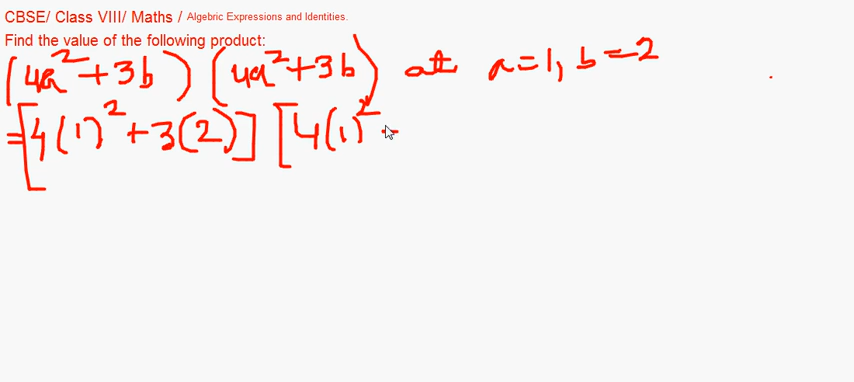 CBSE/ Class VIII/ Maths / Algebric Expressions and Identities.
Find the value of the following product:
(4a²+3b) (4a²+3b) at a=1, b=2
=[4(1)²+3(2)] [4(1)²+